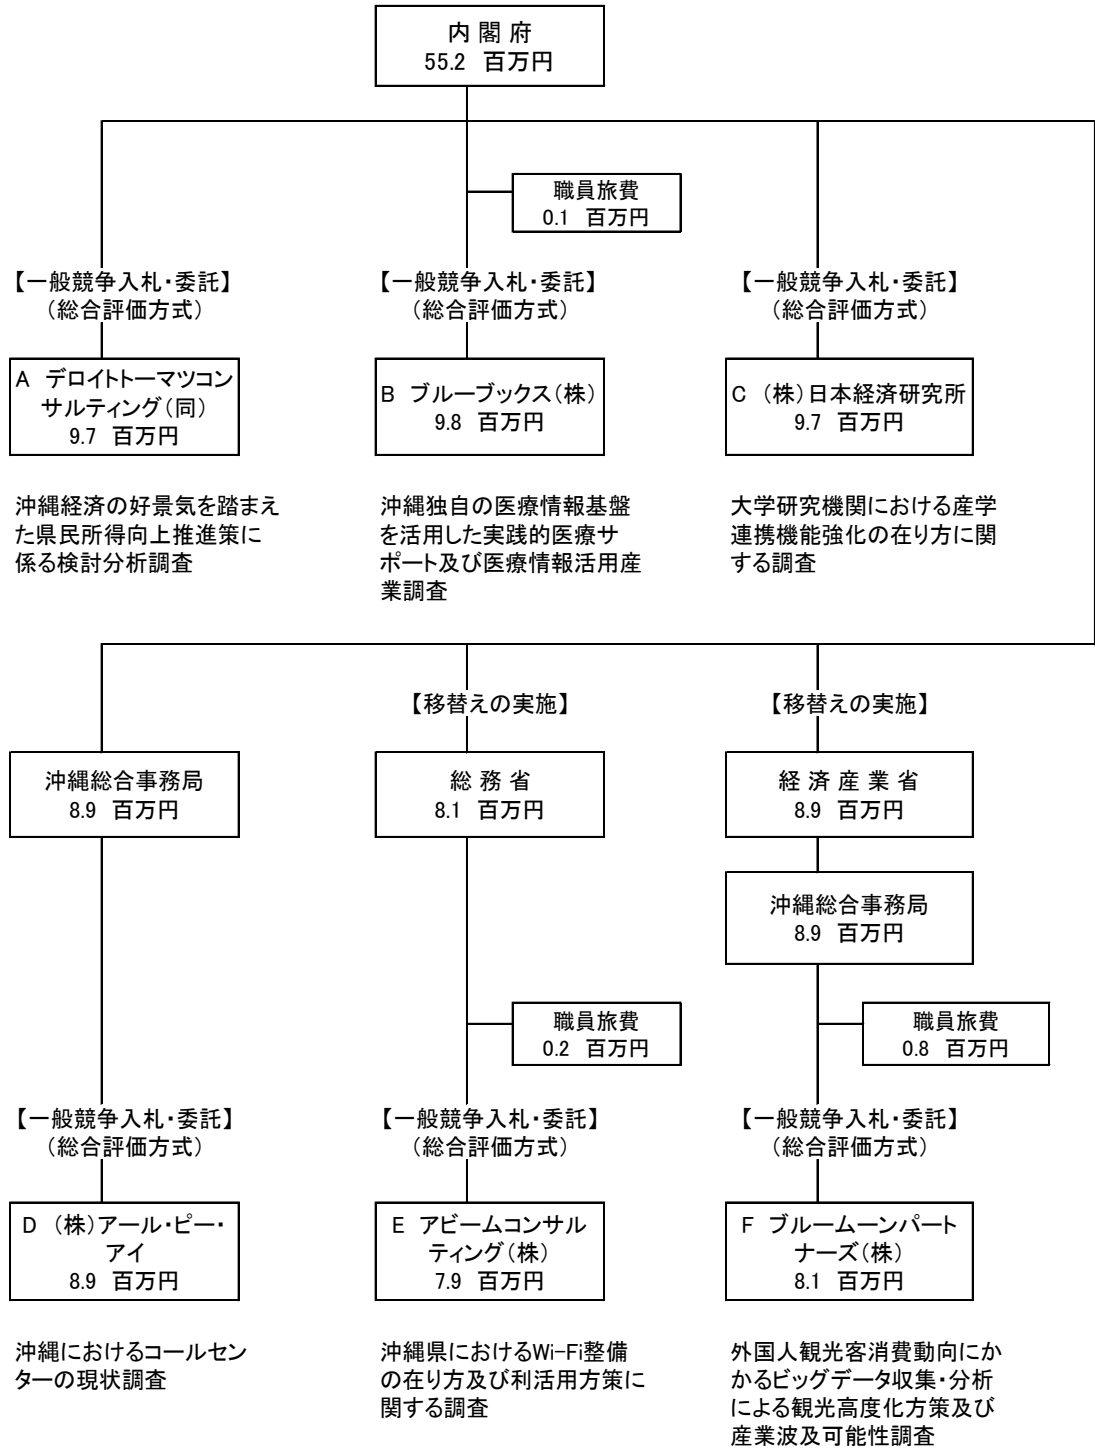 内 閣 府
55.2 百万円
職員旅費
0.1 百万円
【一般競争入札・委託】
（総合評価方式）
【一般競争入札・委託】
（総合評価方式）
【一般競争入札・委託】
（総合評価方式）
A デロイトトーマツコン
サルティング（同）
9.7 百万円
B ブルーブックス（株）
9.8 百万円
C （株）日本経済研究所
9.7 百万円
沖縄経済の好景気を踏まえ
た県民所得向上推進策に
係る検討分析調査
沖縄独自の医療情報基盤
を活用した実践的医療サ
ポート及び医療情報活用産
業調査
大学研究機関における産学
連携機能強化の在り方に関
する調査
【移替えの実施】
【移替えの実施】
沖縄総合事務局
8.9 百万円
総 務 省
8.1 百万円
経 済 産 業 省
8.9 百万円
沖縄総合事務局
8.9 百万円
職員旅費
0.2 百万円
職員旅費
0.8 百万円
【一般競争入札・委託】
（総合評価方式）
【一般競争入札・委託】
（総合評価方式）
【一般競争入札・委託】
（総合評価方式）
D （株）アール・ピー・
アイ
8.9 百万円
E アビームコンサル
ティング（株）
7.9 百万円
F ブルームーンパート
ナーズ（株）
8.1 百万円
沖縄におけるコールセン
ターの現状調査
沖縄県におけるWi-Fi整備
の在り方及び利活用方策に
関する調査
外国人観光客消費動向にか
かるビッグデータ収集・分析
による観光高度化方策及び
産業波及可能性調査